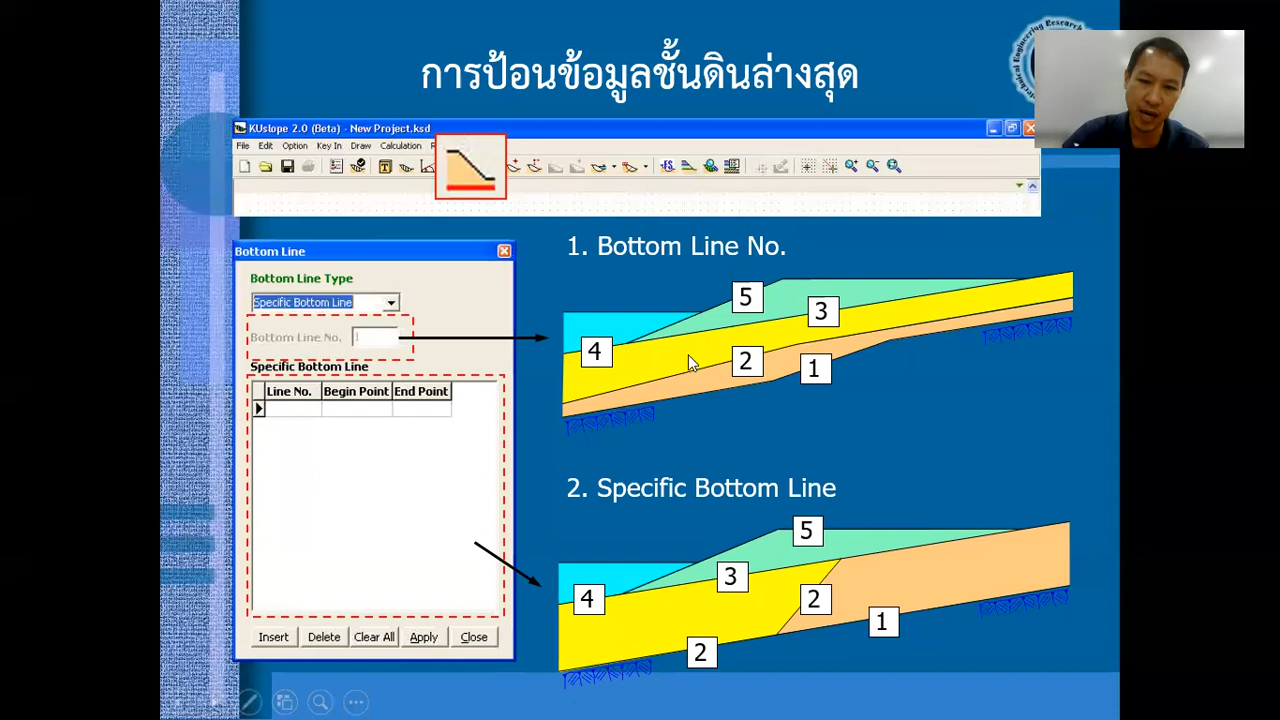 การป้อนข้อมูลชั้นดินล่างสุด
KUslope 2.0 (Beta) - New Project.ksd
File Edit Option Key In Draw Calculation
FS
Bottom Line
Bottom Line Type
Specific Bottom Line
Bottom Line No. 1
Specific Bottom Line
Line No. Begin Point End Point
Insert Delete Clear All Apply Close
1. Bottom Line No.
5
3
4
2
1
2. Specific Bottom Line
5
3
4
2
1
2